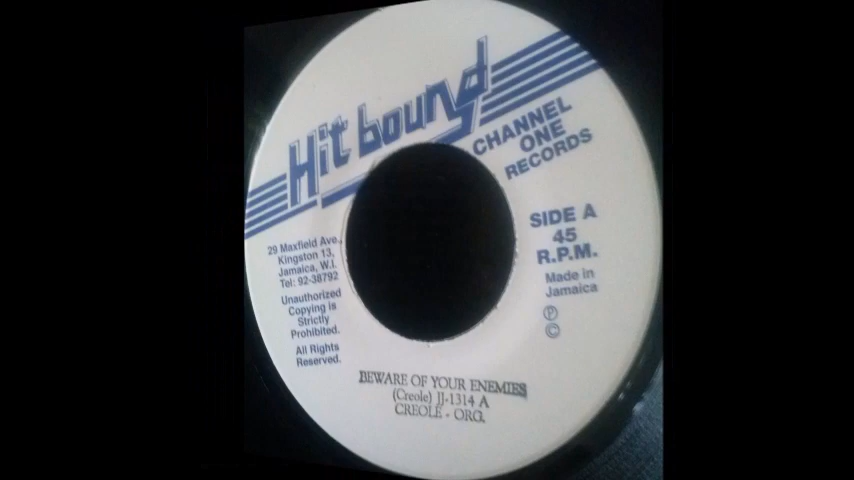 Hit bound
CHANNEL
ONE
RECORDS
29 Maxfield Ave.,
Kingston 13,
Jamaica, W.I.
Tel: 92-38792
Unauthorized
Copying is
Strictly
Prohibited.
All Rights
Reserved.
SIDE A
45
R.P.M.
Made in
Jamaica
℗
©
BEWARE OF YOUR ENEMIES
(Creole) JJ-1314 A
CREOLE - ORG.